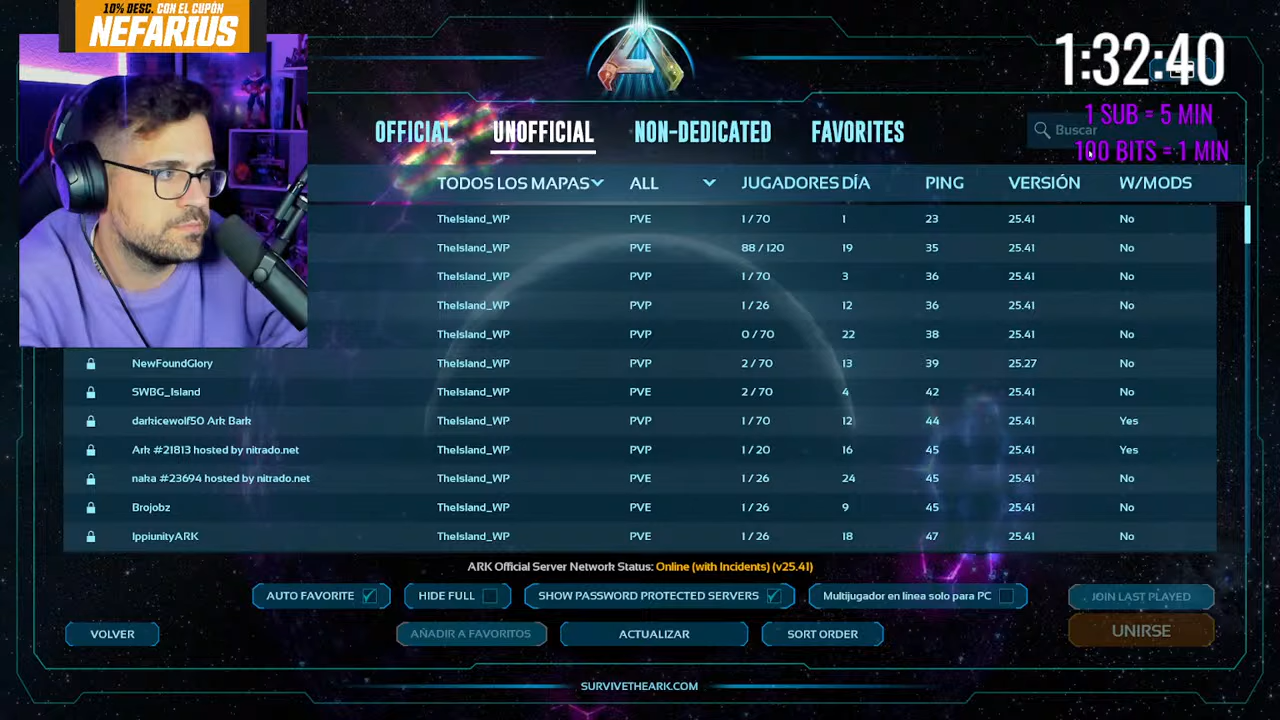 10% DESC. CON EL CUPÓN
NEFARIUS
1:32:40
1 SUB = 5 MIN
100 BITS = 1 MIN
OFFICIAL UNOFFICIAL NON-DEDICATED FAVORITES Buscar
TODOS LOS MAPAS ALL JUGADORES DÍA PING VERSIÓN W/MODS
TheIsland_WP PVE 1 / 70 1 23 25.41 No
TheIsland_WP PVE 88 / 120 19 35 25.41 No
TheIsland_WP PVP 1 / 70 3 36 25.41 No
TheIsland_WP PVP 1 / 26 12 36 25.41 No
TheIsland_WP PVP 0 / 70 22 38 25.41 No
NewFoundGlory TheIsland_WP PVP 2 / 70 13 39 25.27 No
SWBG_Island TheIsland_WP PVE 2 / 70 4 42 25.41 No
darkicewolf50 Ark Bark TheIsland_WP PVP 1 / 70 12 44 25.41 Yes
Ark #21813 hosted by nitrado.net TheIsland_WP PVP 1 / 20 16 45 25.41 Yes
naka #23694 hosted by nitrado.net TheIsland_WP PVE 1 / 26 24 45 25.41 No
Brojobz TheIsland_WP PVE 1 / 26 9 45 25.41 No
IppiunityARK TheIsland_WP PVE 1 / 26 18 47 25.41 No
ARK Official Server Network Status: Online (with Incidents) (v25.41)
AUTO FAVORITE HIDE FULL SHOW PASSWORD PROTECTED SERVERS Multijugador en línea solo para PC JOIN LAST PLAYED
VOLVER AÑADIR A FAVORITOS ACTUALIZAR SORT ORDER UNIRSE
SURVIVETHEARK.COM